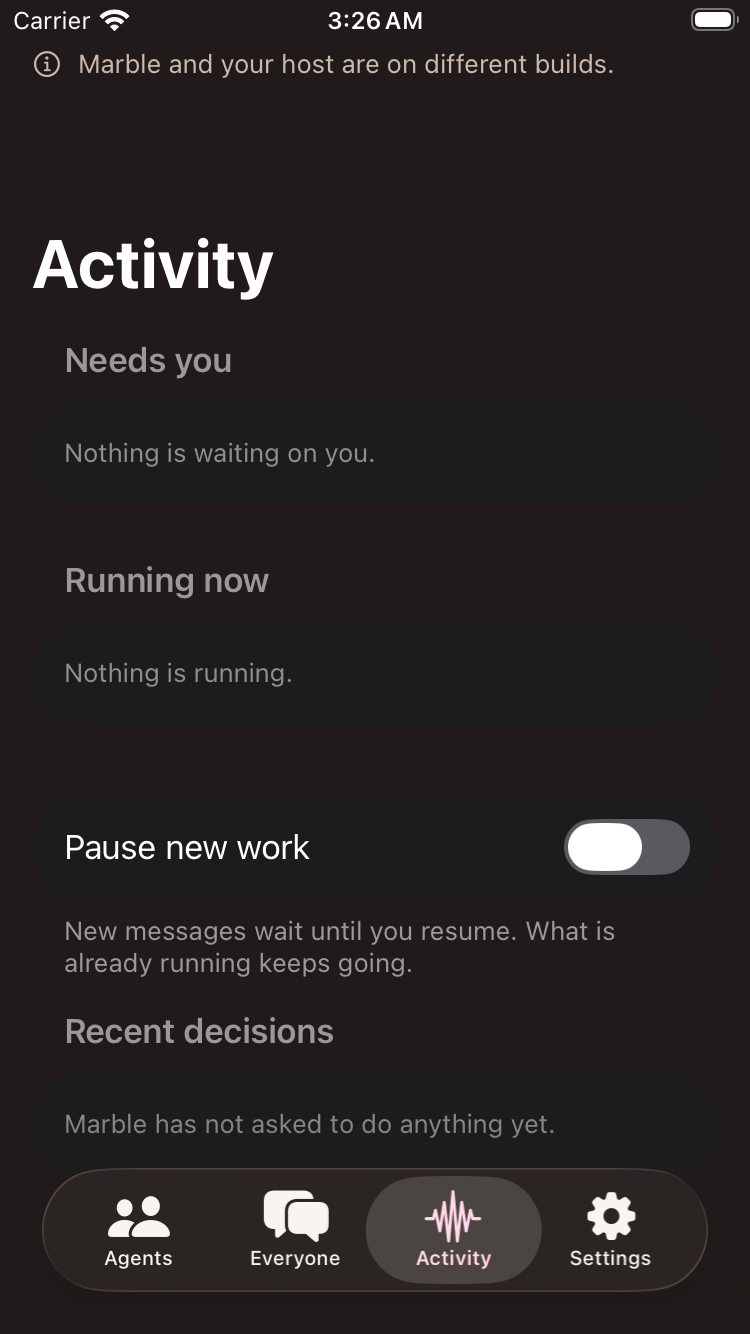 Carrier 3:26 AM
Marble and your host are on different builds.
Activity
Needs you
Nothing is waiting on you.
Running now
Nothing is running.
Pause new work
New messages wait until you resume. What is
already running keeps going.
Recent decisions
Marble has not asked to do anything yet.
Agents Everyone Activity Settings